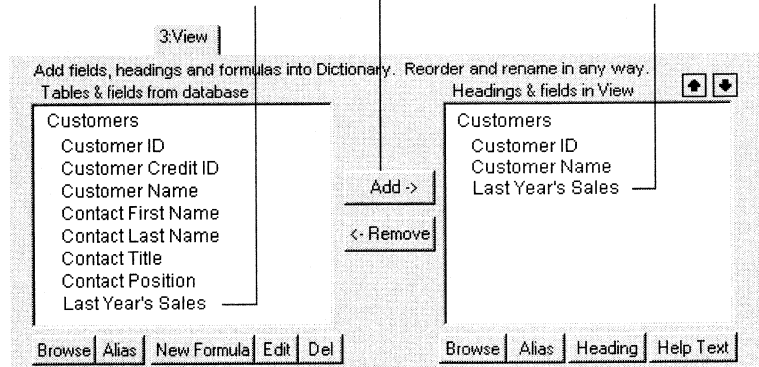 3:View
Add fields, headings and formulas into Dictionary. Reorder and rename in any way.
Tables & fields from database
Headings & fields in View
Customers
Customer ID
Customer Credit ID
Customer Name
Contact First Name
Contact Last Name
Contact Title
Contact Position
Last Year's Sales
Add ->
<- Remove
Customers
Customer ID
Customer Name
Last Year's Sales
Browse Alias New Formula Edit Del
Browse Alias Heading Help Text